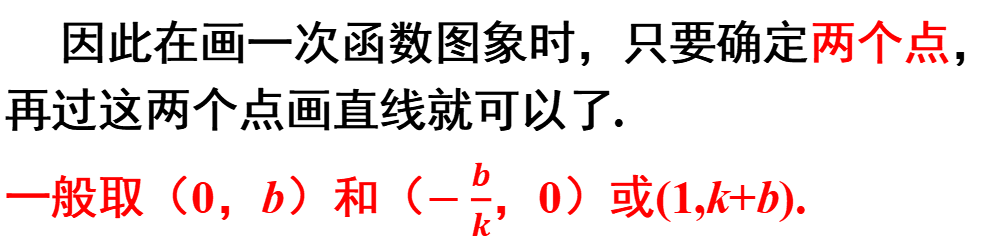 因此在画一次函数图象时，只要确定两个点，
再过这两个点画直线就可以了.
一般取（0，b）和（−b/k，0）或(1,k+b).